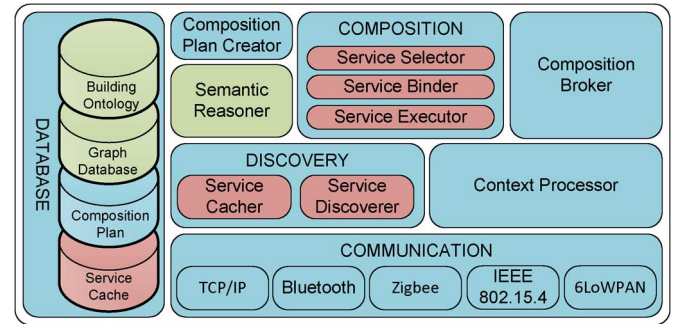 DATABASE
Building
Ontology
Graph
Database
Composition
Plan
Service
Cache
Composition
Plan Creator
Semantic
Reasoner
COMPOSITION
Service Selector
Service Binder
Service Executor
Composition
Broker
DISCOVERY
Service
Cacher
Service
Discoverer
Context Processor
COMMUNICATION
TCP/IP
Bluetooth
Zigbee
IEEE
802.15.4
6LoWPAN